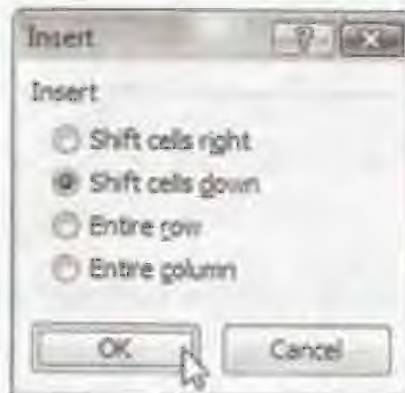 Insert ? X
Insert
Shift cells right
Shift cells down
Entire row
Entire column
OK Cancel